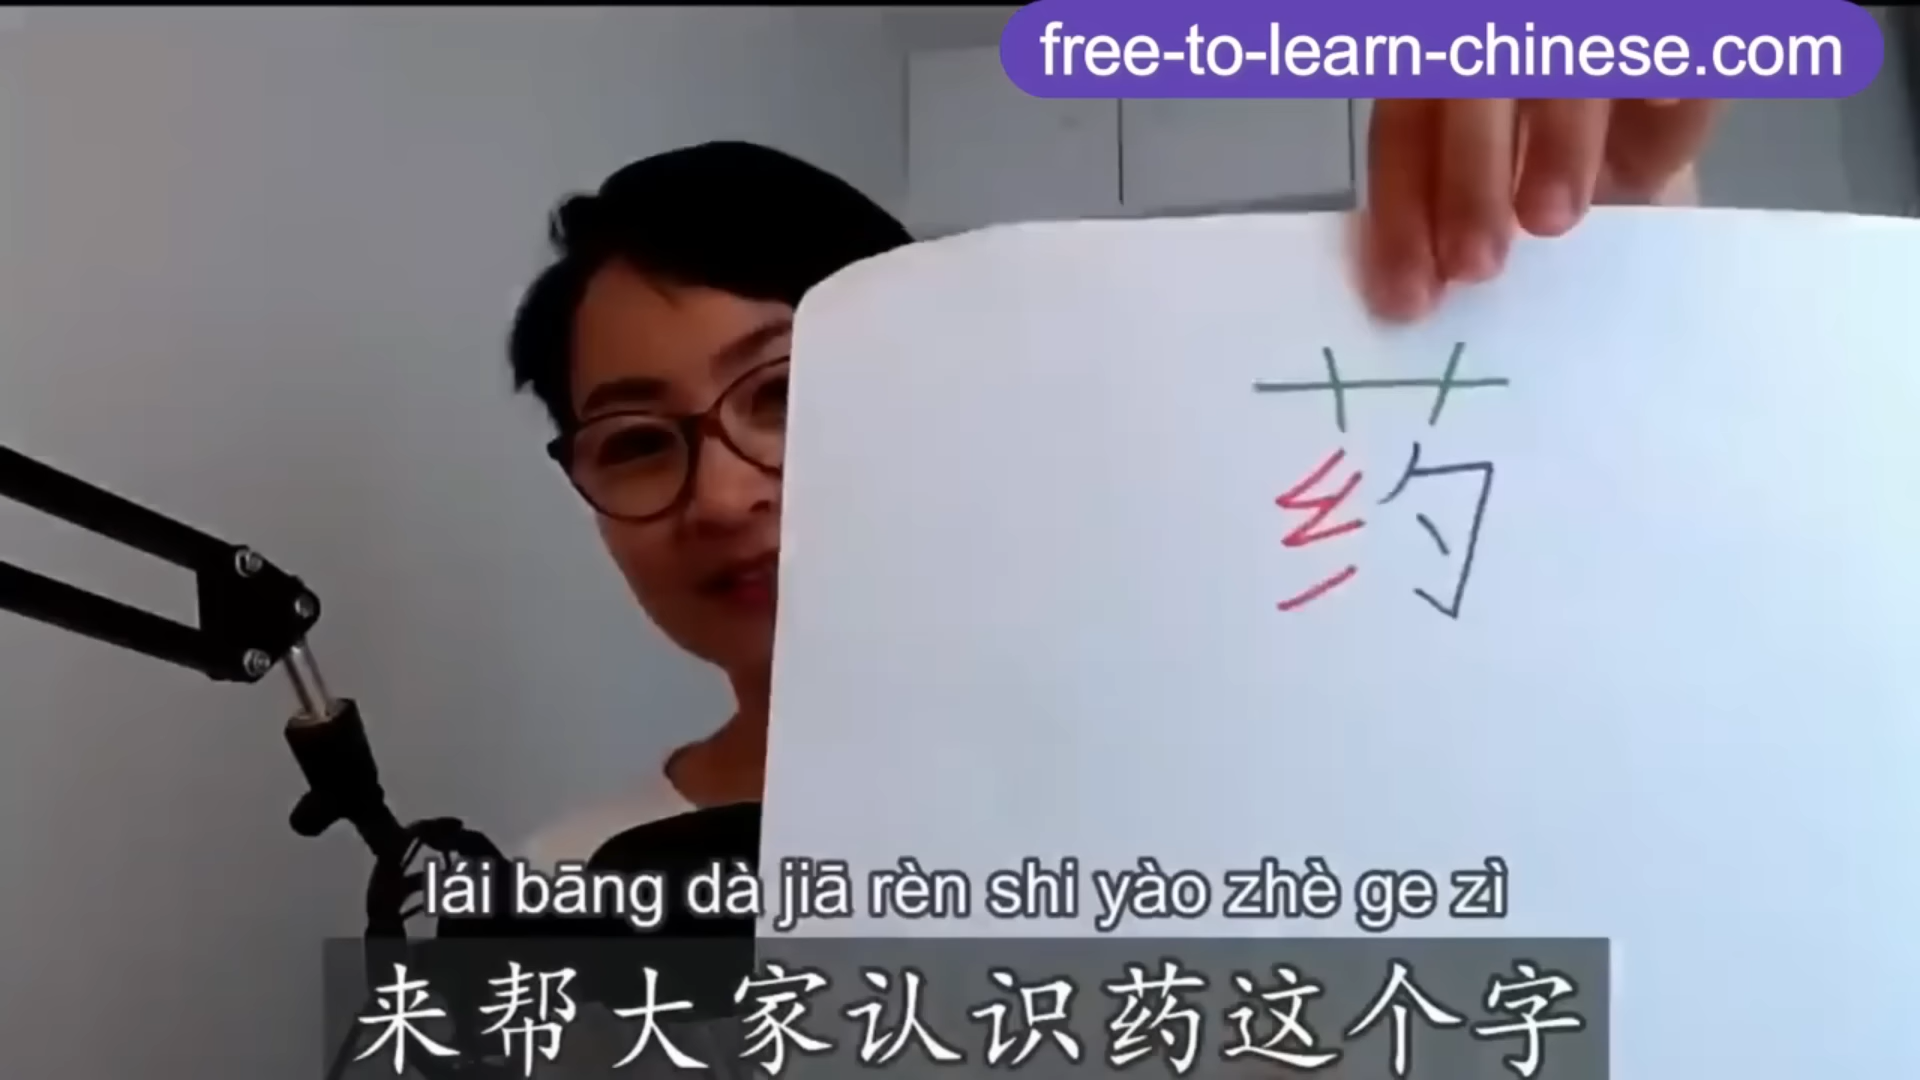 free-to-learn-chinese.com
药
lái bāng dà jiā rèn shi yào zhè ge zì
来帮大家认识药这个字